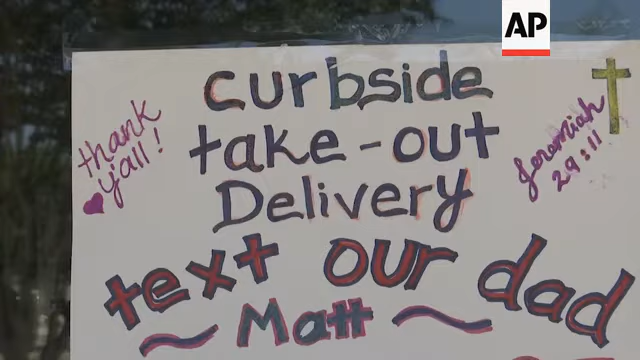 AP
curbside
take-out
Delivery
thank
y'all!
Jeremiah
29:11
text our dad
~ Matt ~